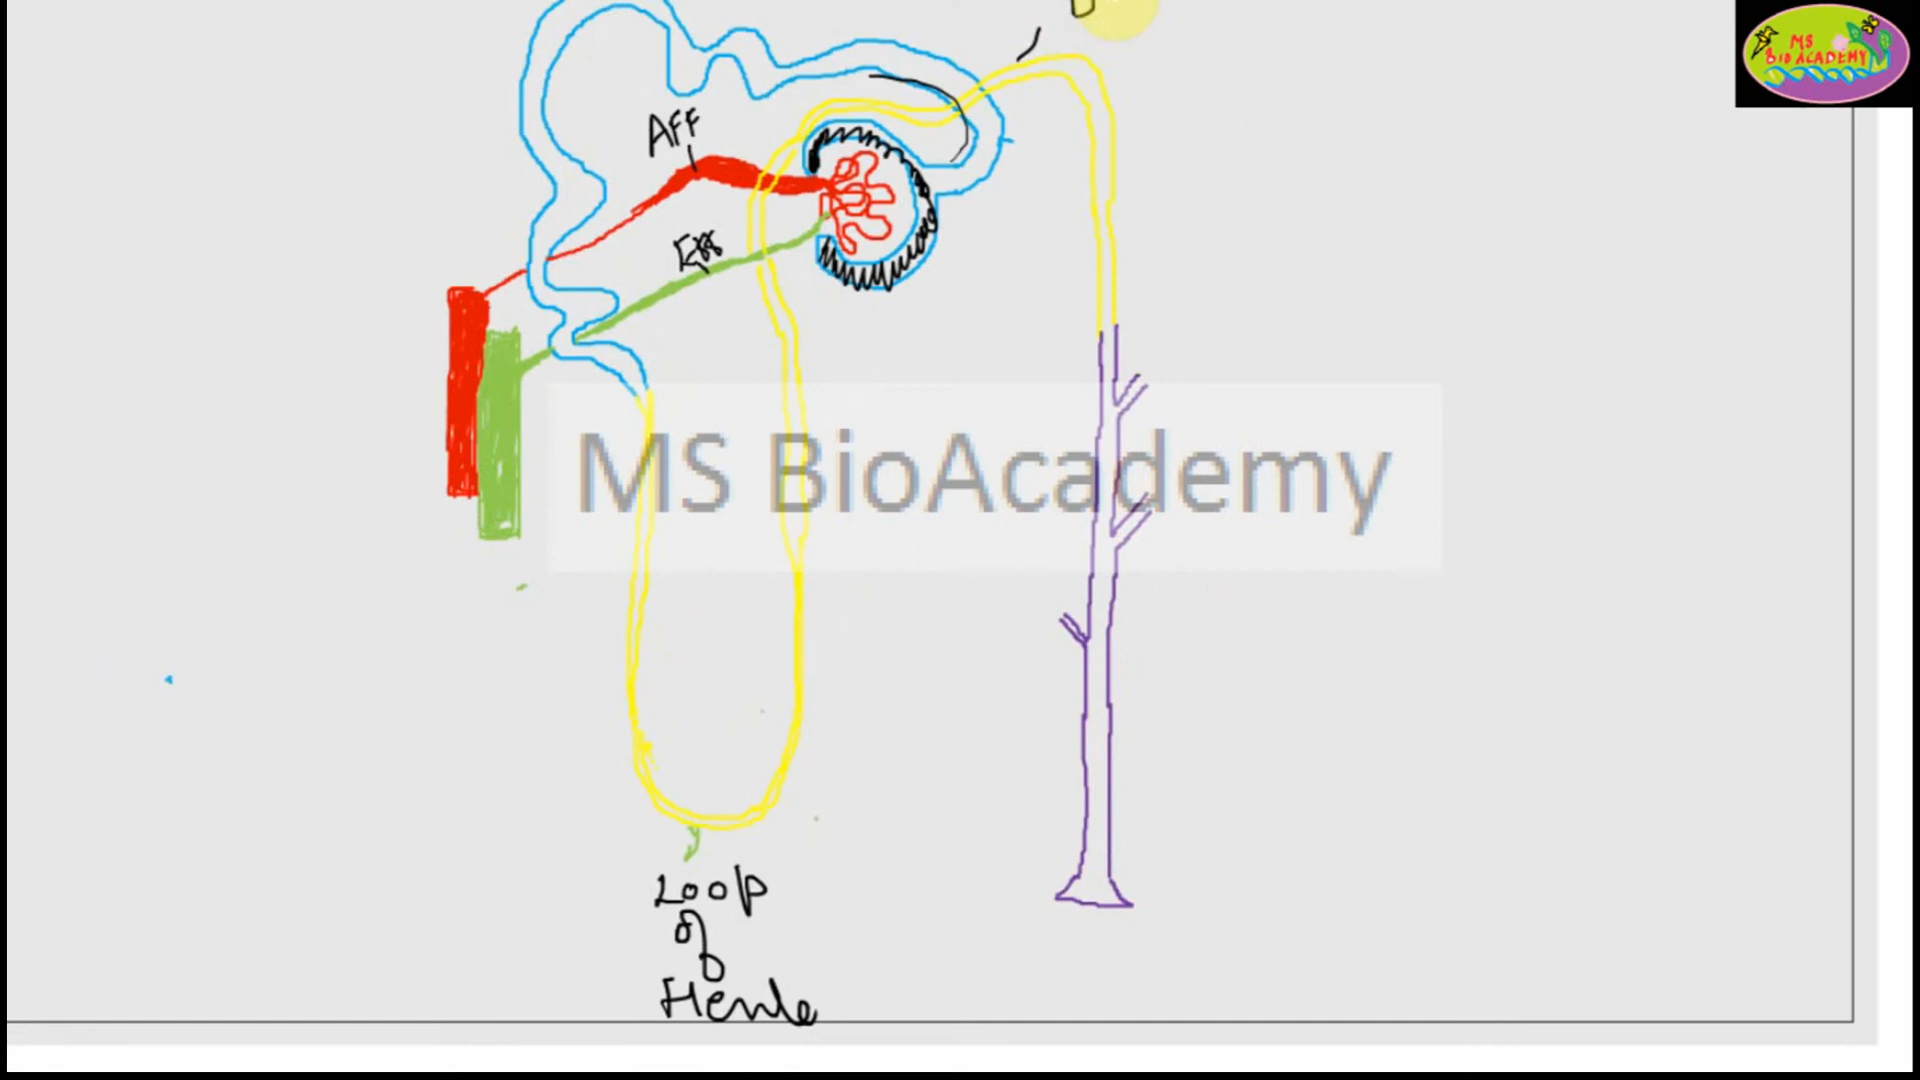 MS
BIO ACADEMY
Aff
Eff
MS BioAcademy
Loop
of
Henle